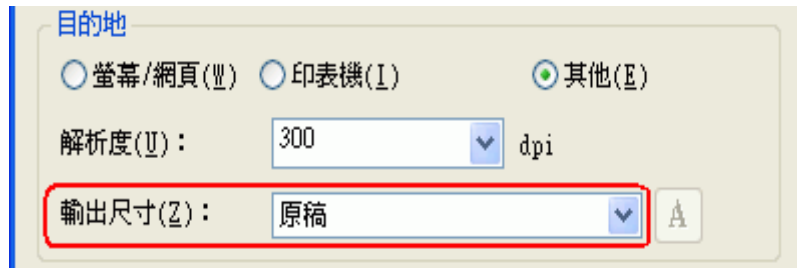 目的地
螢幕/網頁(W) 印表機(I) 其他(E)
解析度(U)： 300 dpi
輸出尺寸(Z)： 原稿 A